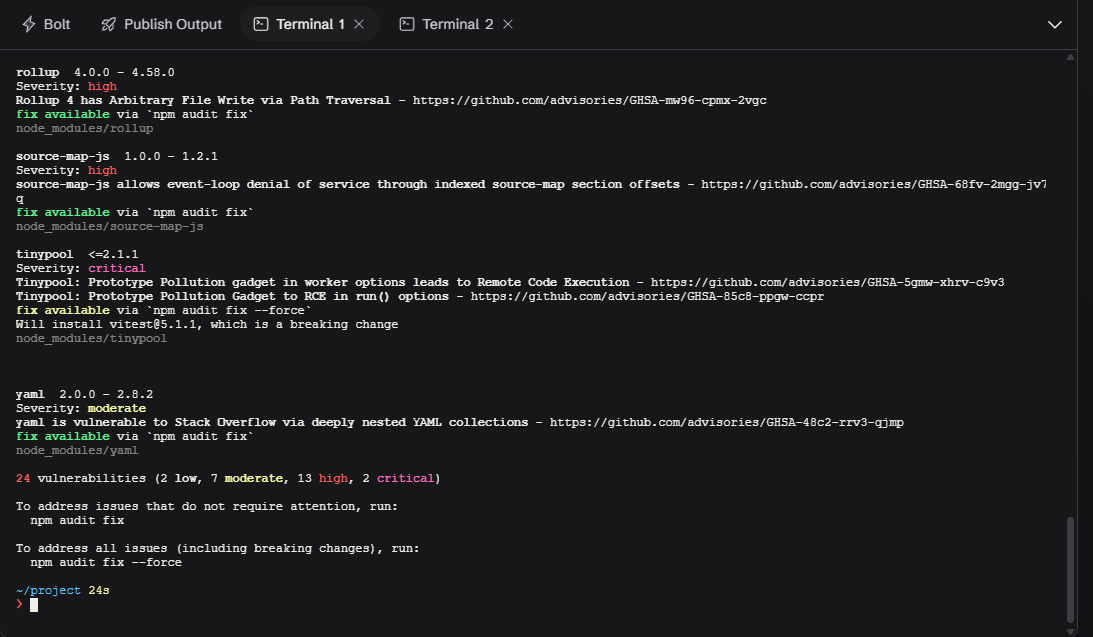 Bolt Publish Output Terminal 1 Terminal 2
rollup 4.0.0 - 4.58.0
Severity: high
Rollup 4 has Arbitrary File Write via Path Traversal - https://github.com/advisories/GHSA-mw96-cpmx-2vgc
fix available via `npm audit fix`
node_modules/rollup
source-map-js 1.0.0 - 1.2.1
Severity: high
source-map-js allows event-loop denial of service through indexed source-map section offsets - https://github.com/advisories/GHSA-68fv-2mgg-jv7
q
fix available via `npm audit fix`
node_modules/source-map-js
tinypool <=2.1.1
Severity: critical
Tinypool: Prototype Pollution gadget in worker options leads to Remote Code Execution - https://github.com/advisories/GHSA-5gmw-xhrv-c9v3
Tinypool: Prototype Pollution Gadget to RCE in run() options - https://github.com/advisories/GHSA-85c8-ppgw-ccpr
fix available via `npm audit fix --force`
Will install vitest@5.1.1, which is a breaking change
node_modules/tinypool
yaml 2.0.0 - 2.8.2
Severity: moderate
yaml is vulnerable to Stack Overflow via deeply nested YAML collections - https://github.com/advisories/GHSA-48c2-rrv3-qjmp
fix available via `npm audit fix`
node_modules/yaml
24 vulnerabilities (2 low, 7 moderate, 13 high, 2 critical)
To address issues that do not require attention, run:
npm audit fix
To address all issues (including breaking changes), run:
npm audit fix --force
~/project 24s
❯